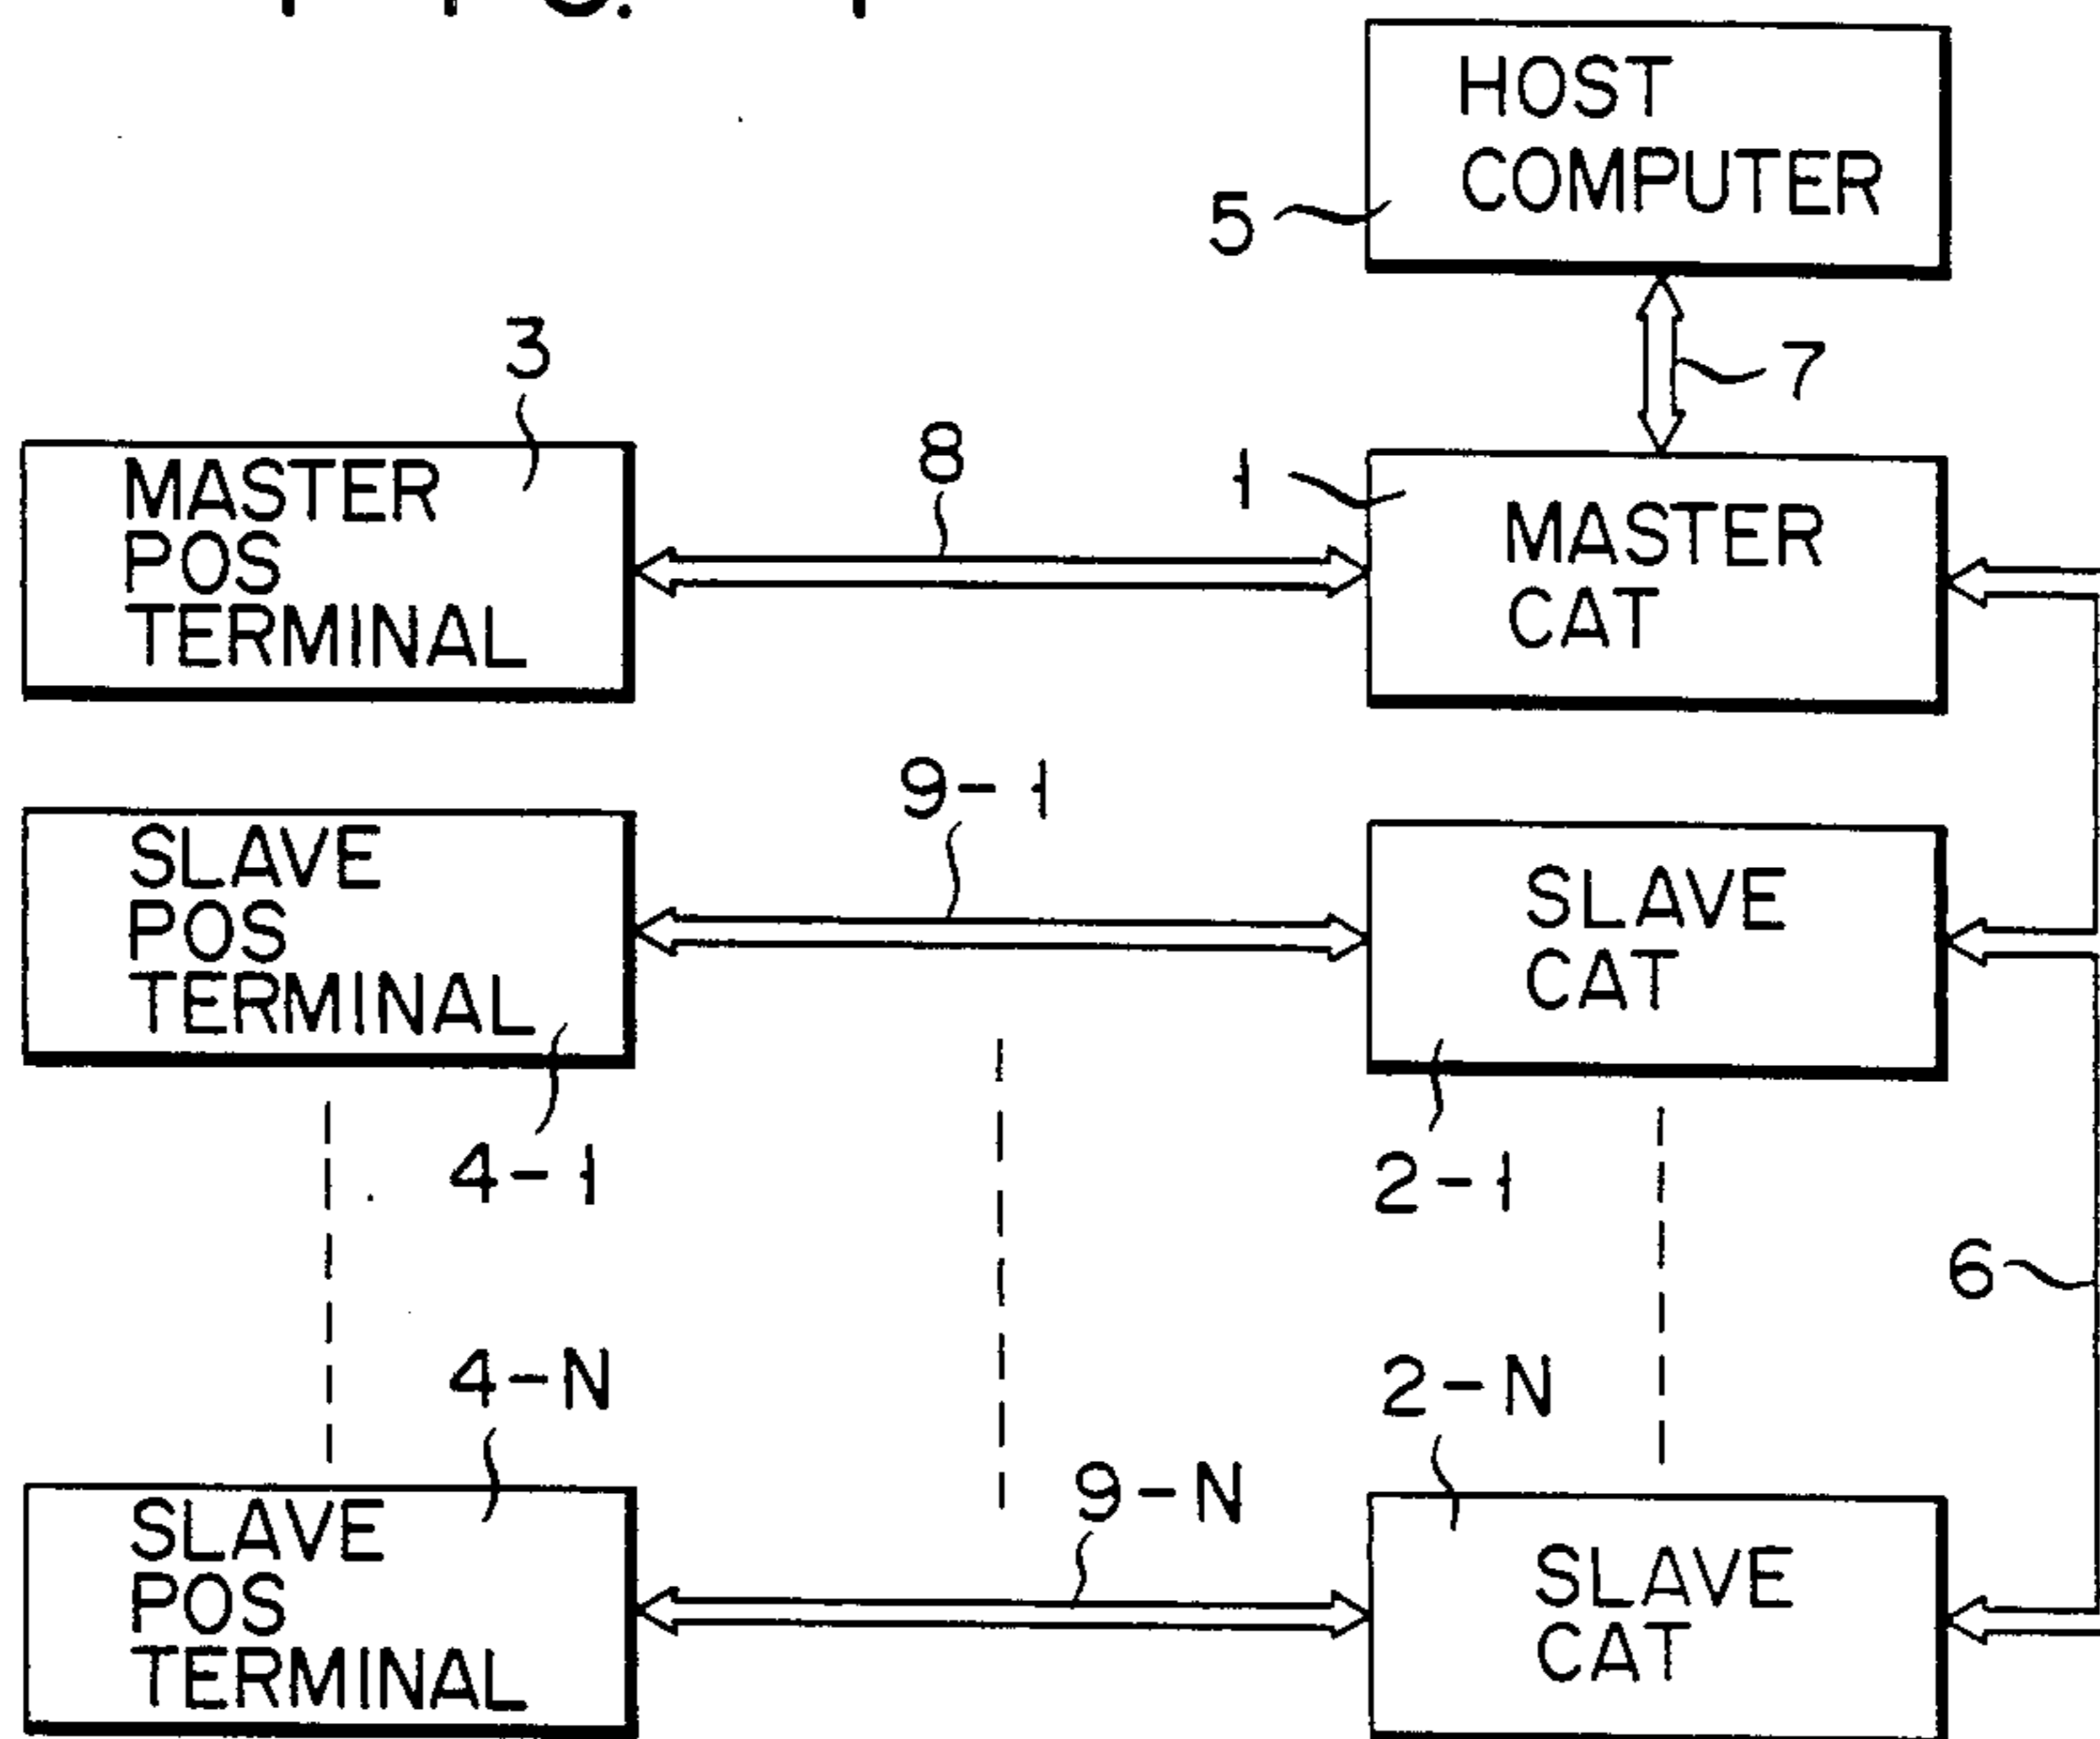 HOST
COMPUTER
5
7
3
MASTER
POS
TERMINAL
8
1
MASTER
CAT
9-1
SLAVE
POS
TERMINAL
SLAVE
CAT
4-1
2-1
6
4-N
2-N
9-N
SLAVE
POS
TERMINAL
SLAVE
CAT